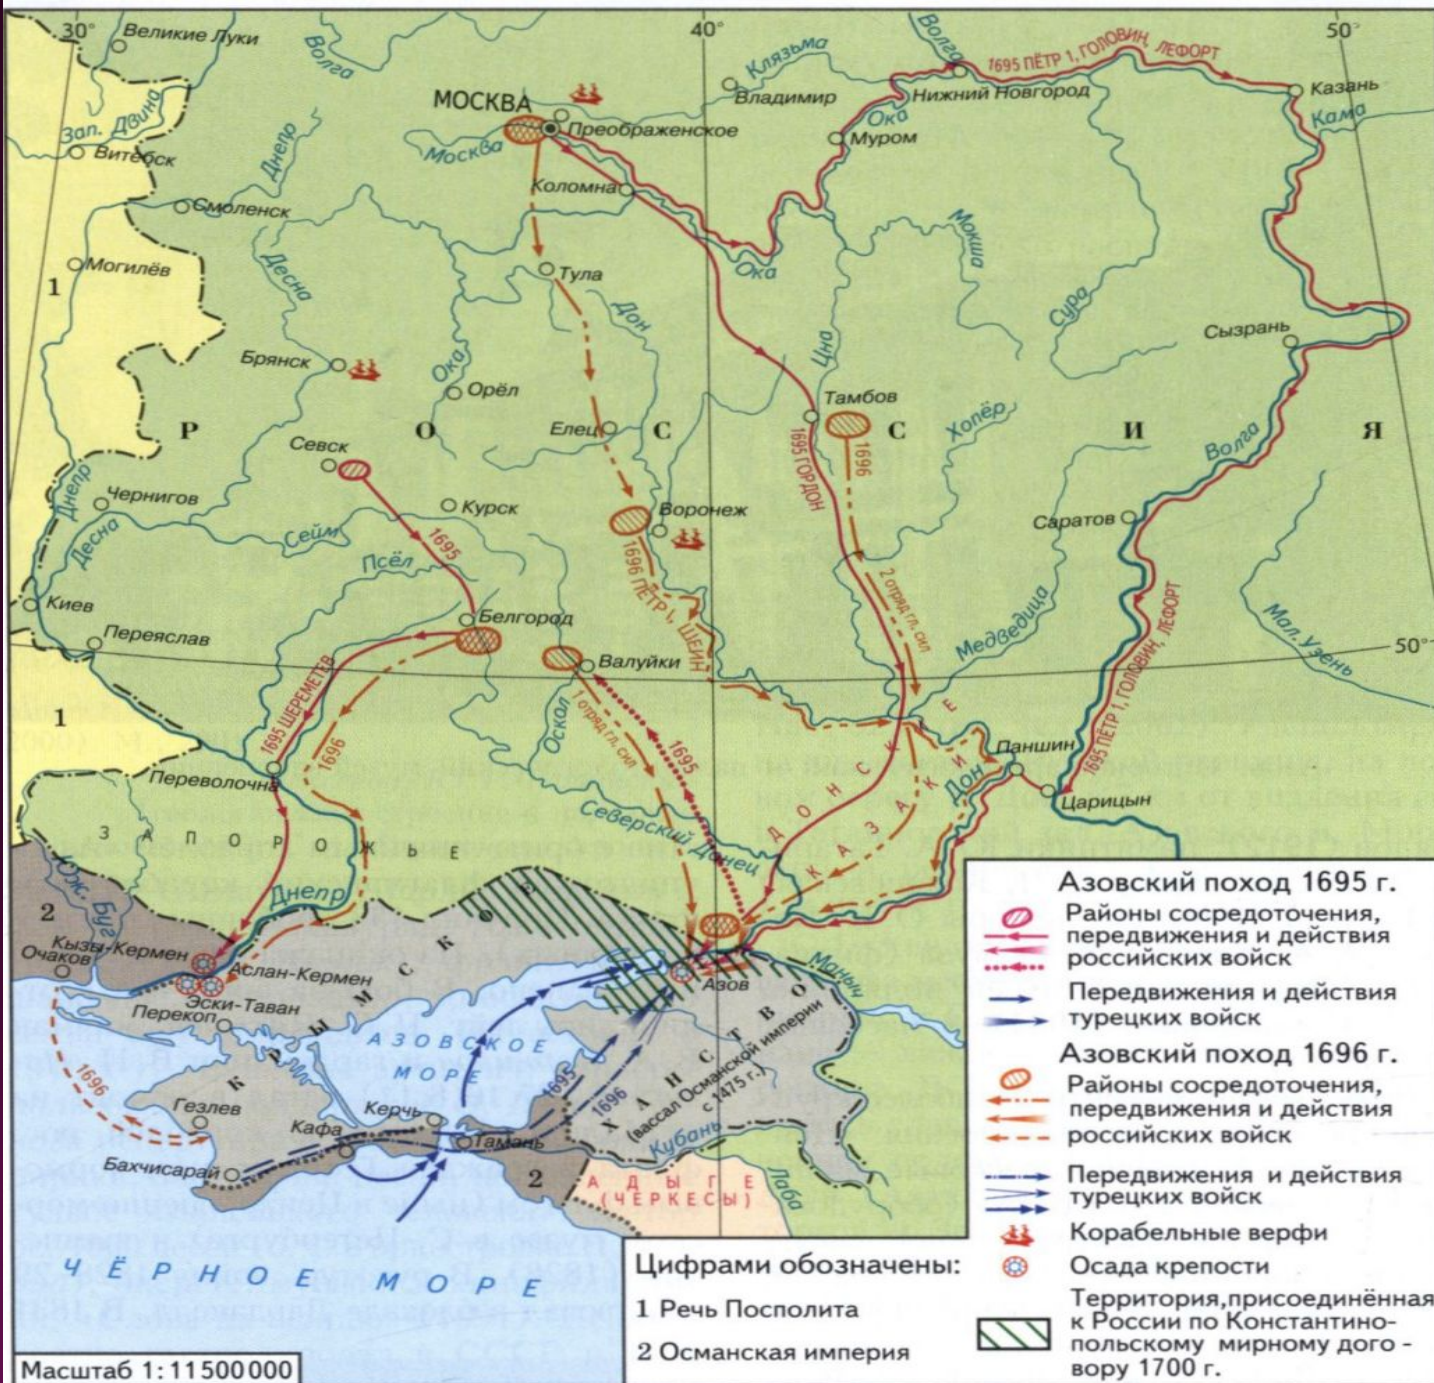 30°
40°
50°
Великие Луки
Волга
Волга
Клязьма
1695 ПЁТР 1, ГОЛОВИН, ЛЕФОРТ
Казань
Кама
Владимир
Нижний Новгород
МОСКВА
Преображенское
Ока
Муром
Зап. Двина
Витебск
Днепр
Москва
Коломна
Смоленск
Мокша
Ока
Могилёв
1
Десна
Тула
Дон
Сура
Цна
Сызрань
Брянск
Ока
Орёл
Тамбов
Елец
Хопёр
Р О С С И Я
Волга
Севск
1695 ГОРДОН
1696
Днепр
Чернигов
Курск
Воронеж
Саратов
Десна
Сейм
1695
Псёл
1696 ПЁТР I, ШЕИН
2 отряд гл. сил
Медведица
1695 ПЁТР 1, ГОЛОВИН, ЛЕФОРТ
Мал. Узень
Киев
Белгород
Переяслав
Валуйки
50°
1
1695 ШЕРЕМЕТЕВ
1696
Оскол
1 отряд гл. сил
1695
Паншин
Переволочна
Дон
Царицын
ДОНСКИЕ
КАЗАКИ
Северский Донец
ЗАПОРОЖЬЕ
Юж. Буг
Днепр
2
Кызы-Кермен
Очаков
Аслан-Кермен
Эски-Таван
Перекоп
КРЫМСКОЕ
ХАНСТВО
(вассал Османской империи
с 1475 г.)
Азов
Маныч
АЗОВСКОЕ
МОРЕ
1696
1695
1696
Гезлев
Керчь
Кафа
Тамань
Кубань
Бахчисарай
2
Лаба
АДЫГЕ
(ЧЕРКЕСЫ)
ЧЁРНОЕ МОРЕ
Масштаб 1:11500000
Цифрами обозначены:
1 Речь Посполита
2 Османская империя
Азовский поход 1695 г.
Районы сосредоточения,
передвижения и действия
российских войск
Передвижения и действия
турецких войск
Азовский поход 1696 г.
Районы сосредоточения,
передвижения и действия
российских войск
Передвижения и действия
турецких войск
Корабельные верфи
Осада крепости
Территория,присоединённая
к России по Константино-
польскому мирному дого -
вору 1700 г.